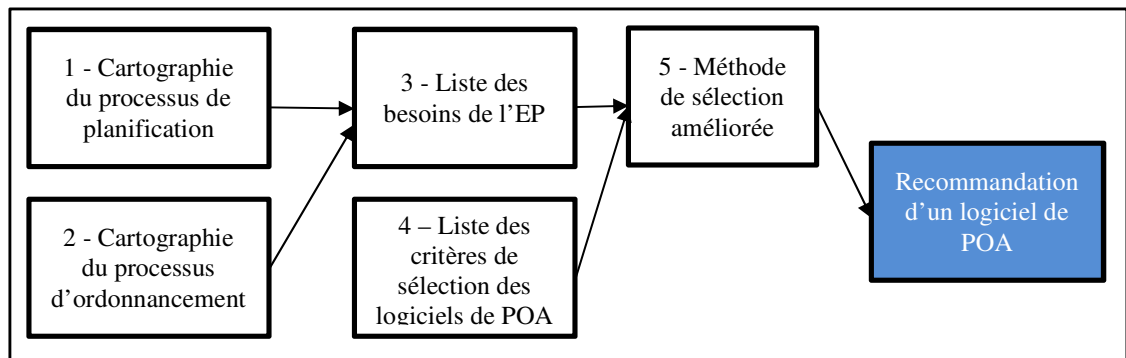 1 - Cartographie
du processus de
planification
2 - Cartographie
du processus
d'ordonnancement
3 - Liste des
besoins de l'EP
4 – Liste des
critères de
sélection des
logiciels de POA
5 - Méthode
de sélection
améliorée
Recommandation
d'un logiciel de
POA